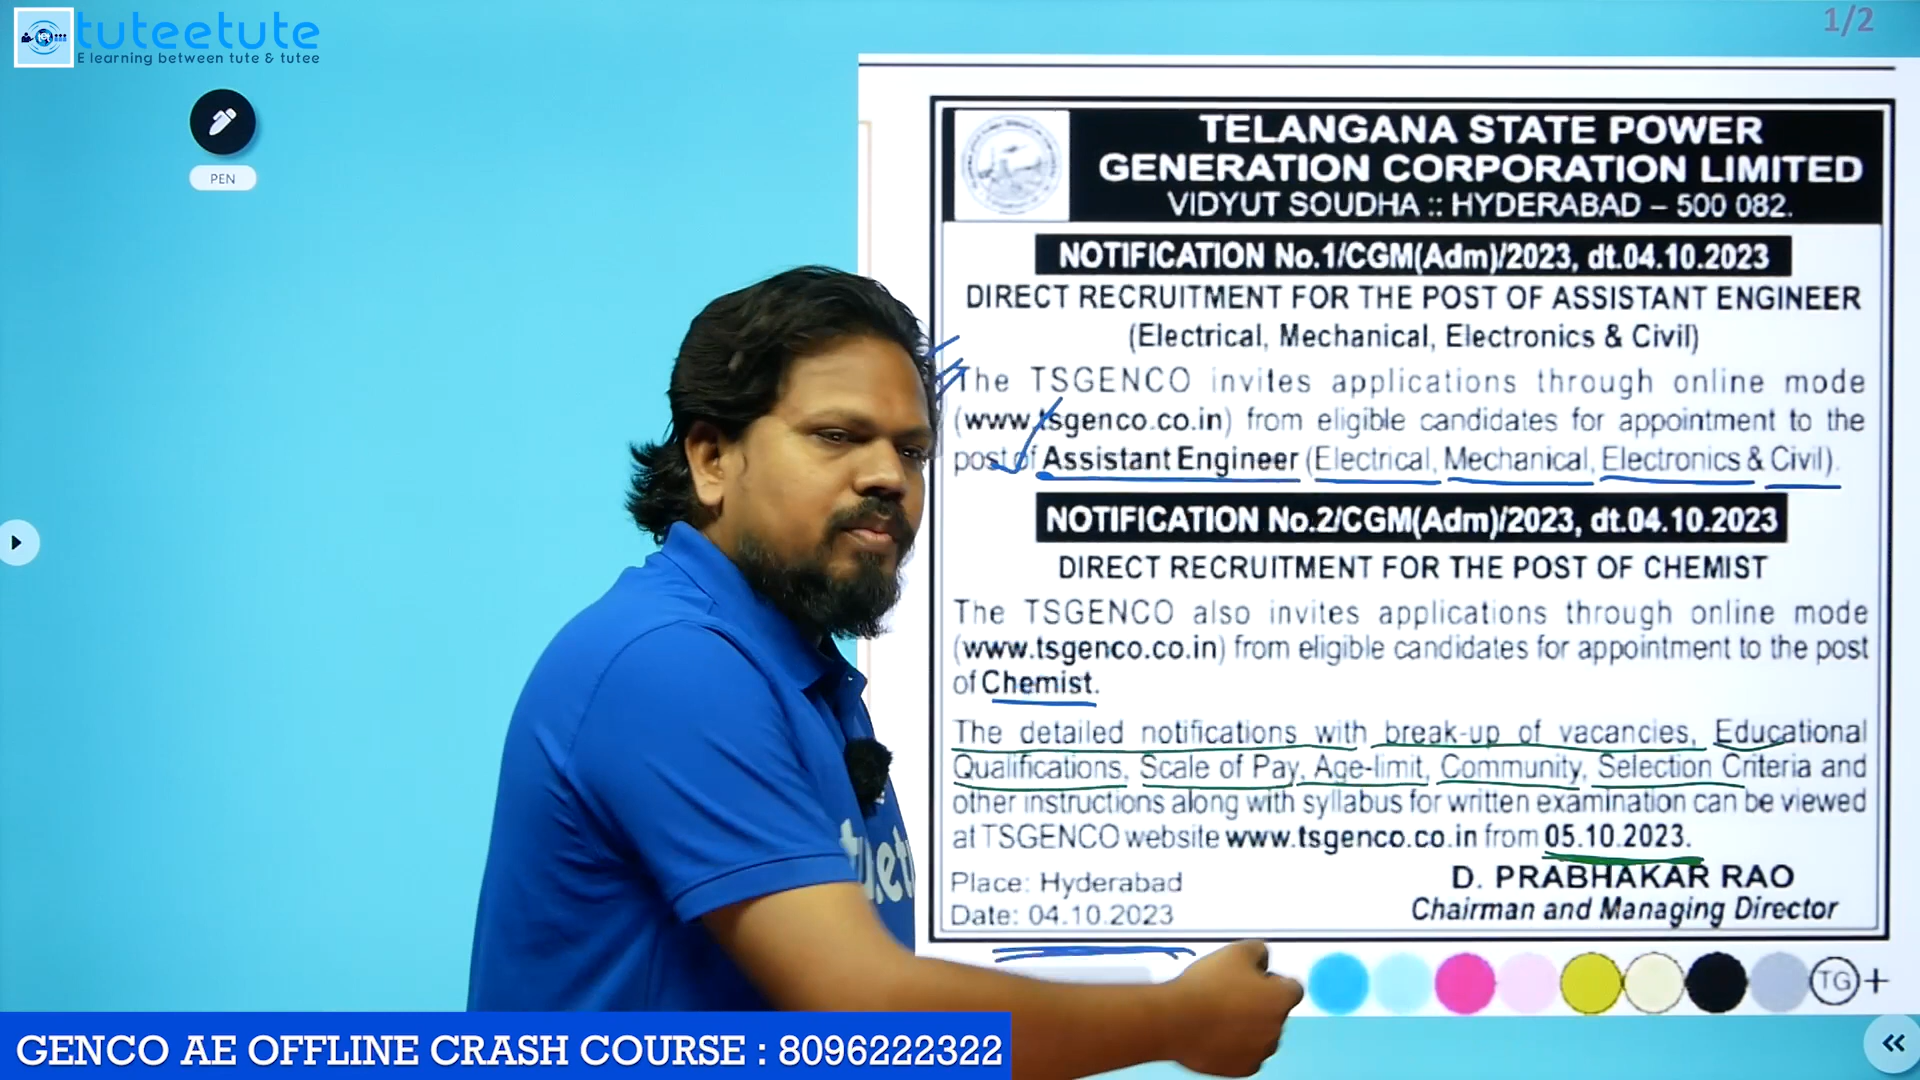 tuteetute
E learning between tute & tutee
PEN
1/2
TELANGANA STATE POWER
GENERATION CORPORATION LIMITED
VIDYUT SOUDHA :: HYDERABAD – 500 082.
NOTIFICATION No.1/CGM(Adm)/2023, dt.04.10.2023
DIRECT RECRUITMENT FOR THE POST OF ASSISTANT ENGINEER
(Electrical, Mechanical, Electronics & Civil)
The TSGENCO invites applications through online mode
(www.tsgenco.co.in) from eligible candidates for appointment to the
post of Assistant Engineer (Electrical, Mechanical, Electronics & Civil).
NOTIFICATION No.2/CGM(Adm)/2023, dt.04.10.2023
DIRECT RECRUITMENT FOR THE POST OF CHEMIST
The TSGENCO also invites applications through online mode
(www.tsgenco.co.in) from eligible candidates for appointment to the post
of Chemist.
The detailed notifications with break-up of vacancies, Educational
Qualifications, Scale of Pay, Age-limit, Community, Selection Criteria and
other instructions along with syllabus for written examination can be viewed
at TSGENCO website www.tsgenco.co.in from 05.10.2023.
Place: Hyderabad
Date: 04.10.2023
D. PRABHAKAR RAO
Chairman and Managing Director
TG
GENCO AE OFFLINE CRASH COURSE : 8096222322